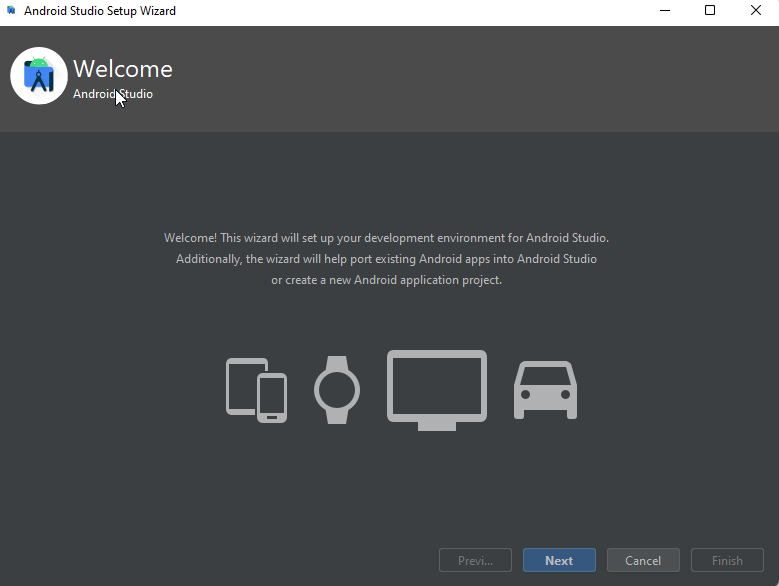 Android Studio Setup Wizard
Welcome
Android Studio
Welcome! This wizard will set up your development environment for Android Studio.
Additionally, the wizard will help port existing Android apps into Android Studio
or create a new Android application project.
Previ... Next Cancel Finish